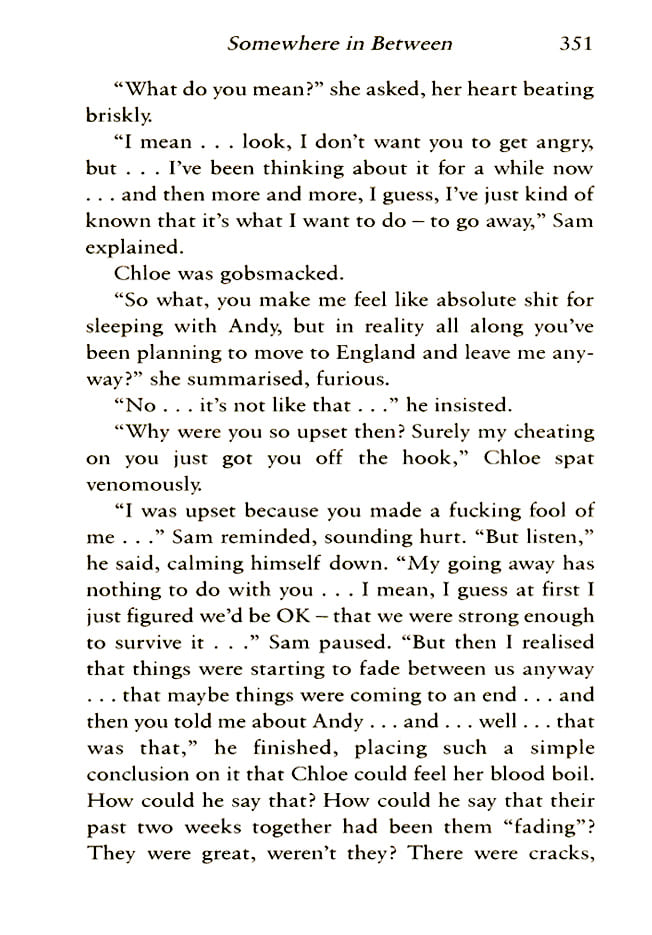 Somewhere in Between 351
“What do you mean?” she asked, her heart beating
briskly.
“I mean . . . look, I don’t want you to get angry,
but . . . I’ve been thinking about it for a while now
. . . and then more and more, I guess, I’ve just kind of
known that it’s what I want to do – to go away,” Sam
explained.
Chloe was gobsmacked.
“So what, you make me feel like absolute shit for
sleeping with Andy, but in reality all along you’ve
been planning to move to England and leave me any-
way?” she summarised, furious.
“No . . . it’s not like that . . .” he insisted.
“Why were you so upset then? Surely my cheating
on you just got you off the hook,” Chloe spat
venomously.
“I was upset because you made a fucking fool of
me . . .” Sam reminded, sounding hurt. “But listen,”
he said, calming himself down. “My going away has
nothing to do with you . . . I mean, I guess at first I
just figured we’d be OK – that we were strong enough
to survive it . . .” Sam paused. “But then I realised
that things were starting to fade between us anyway
. . . that maybe things were coming to an end . . . and
then you told me about Andy . . . and . . . well . . . that
was that,” he finished, placing such a simple
conclusion on it that Chloe could feel her blood boil.
How could he say that? How could he say that their
past two weeks together had been them “fading”?
They were great, weren’t they? There were cracks,